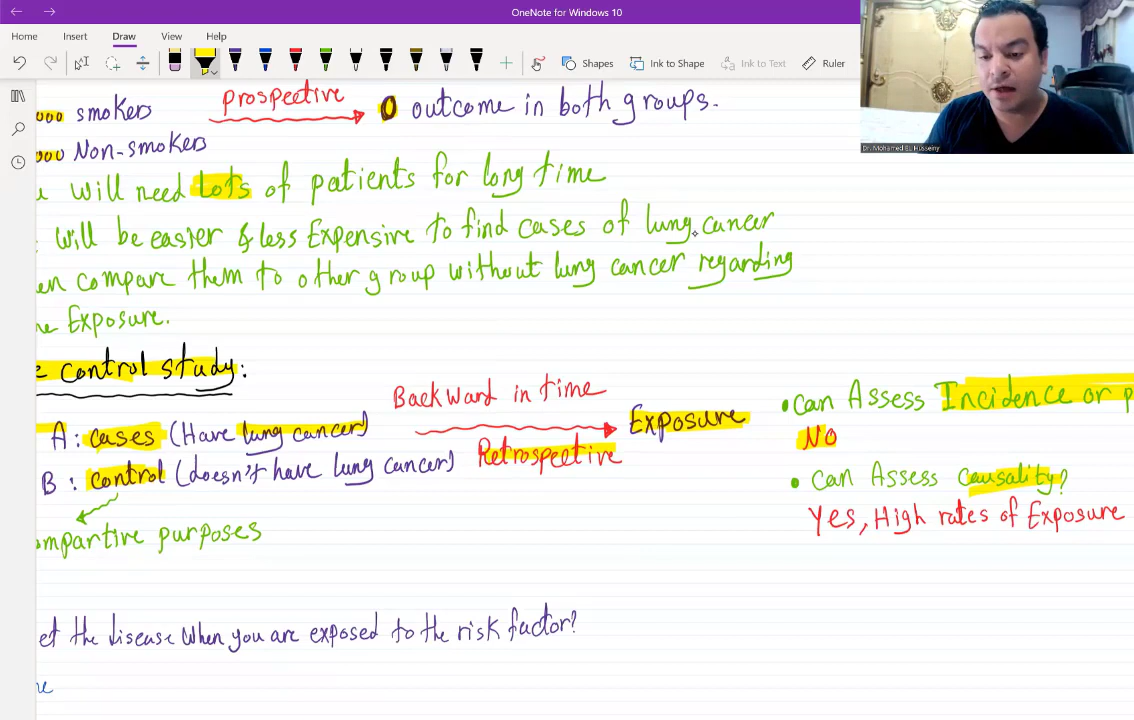 OneNote for Windows 10
Home Insert Draw View Help
Shapes Ink to Shape Ink to Text Ruler
Dr. Mohamed EL Husseiny
000 smokers
prospective
O outcome in both groups.
000 Non-smokers
will need Lots of patients for long time
will be easier & less Expensive to find cases of lung cancer
en compare them to other group without lung cancer regarding
Exposure.
control study:
Backward in time
Exposure
Retrospective
A: cases (Have lung cancer)
B: control (doesn't have lung cancer)
mpartive purposes
• Can Assess Incidence or p
NO
• Can Assess Causality?
Yes, High rates of Exposure
et the disease when you are exposed to the risk factor?